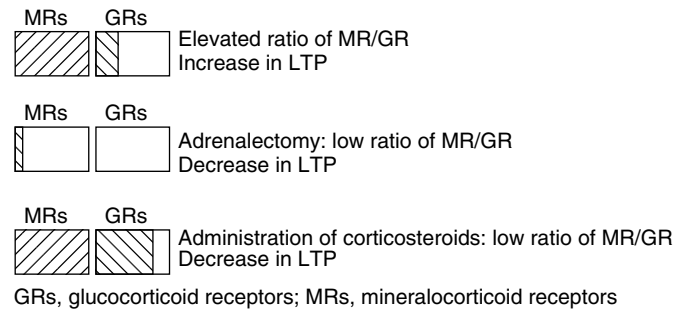 MRs GRs
Elevated ratio of MR/GR
Increase in LTP
MRs GRs
Adrenalectomy: low ratio of MR/GR
Decrease in LTP
MRs GRs
Administration of corticosteroids: low ratio of MR/GR
Decrease in LTP
GRs, glucocorticoid receptors; MRs, mineralocorticoid receptors